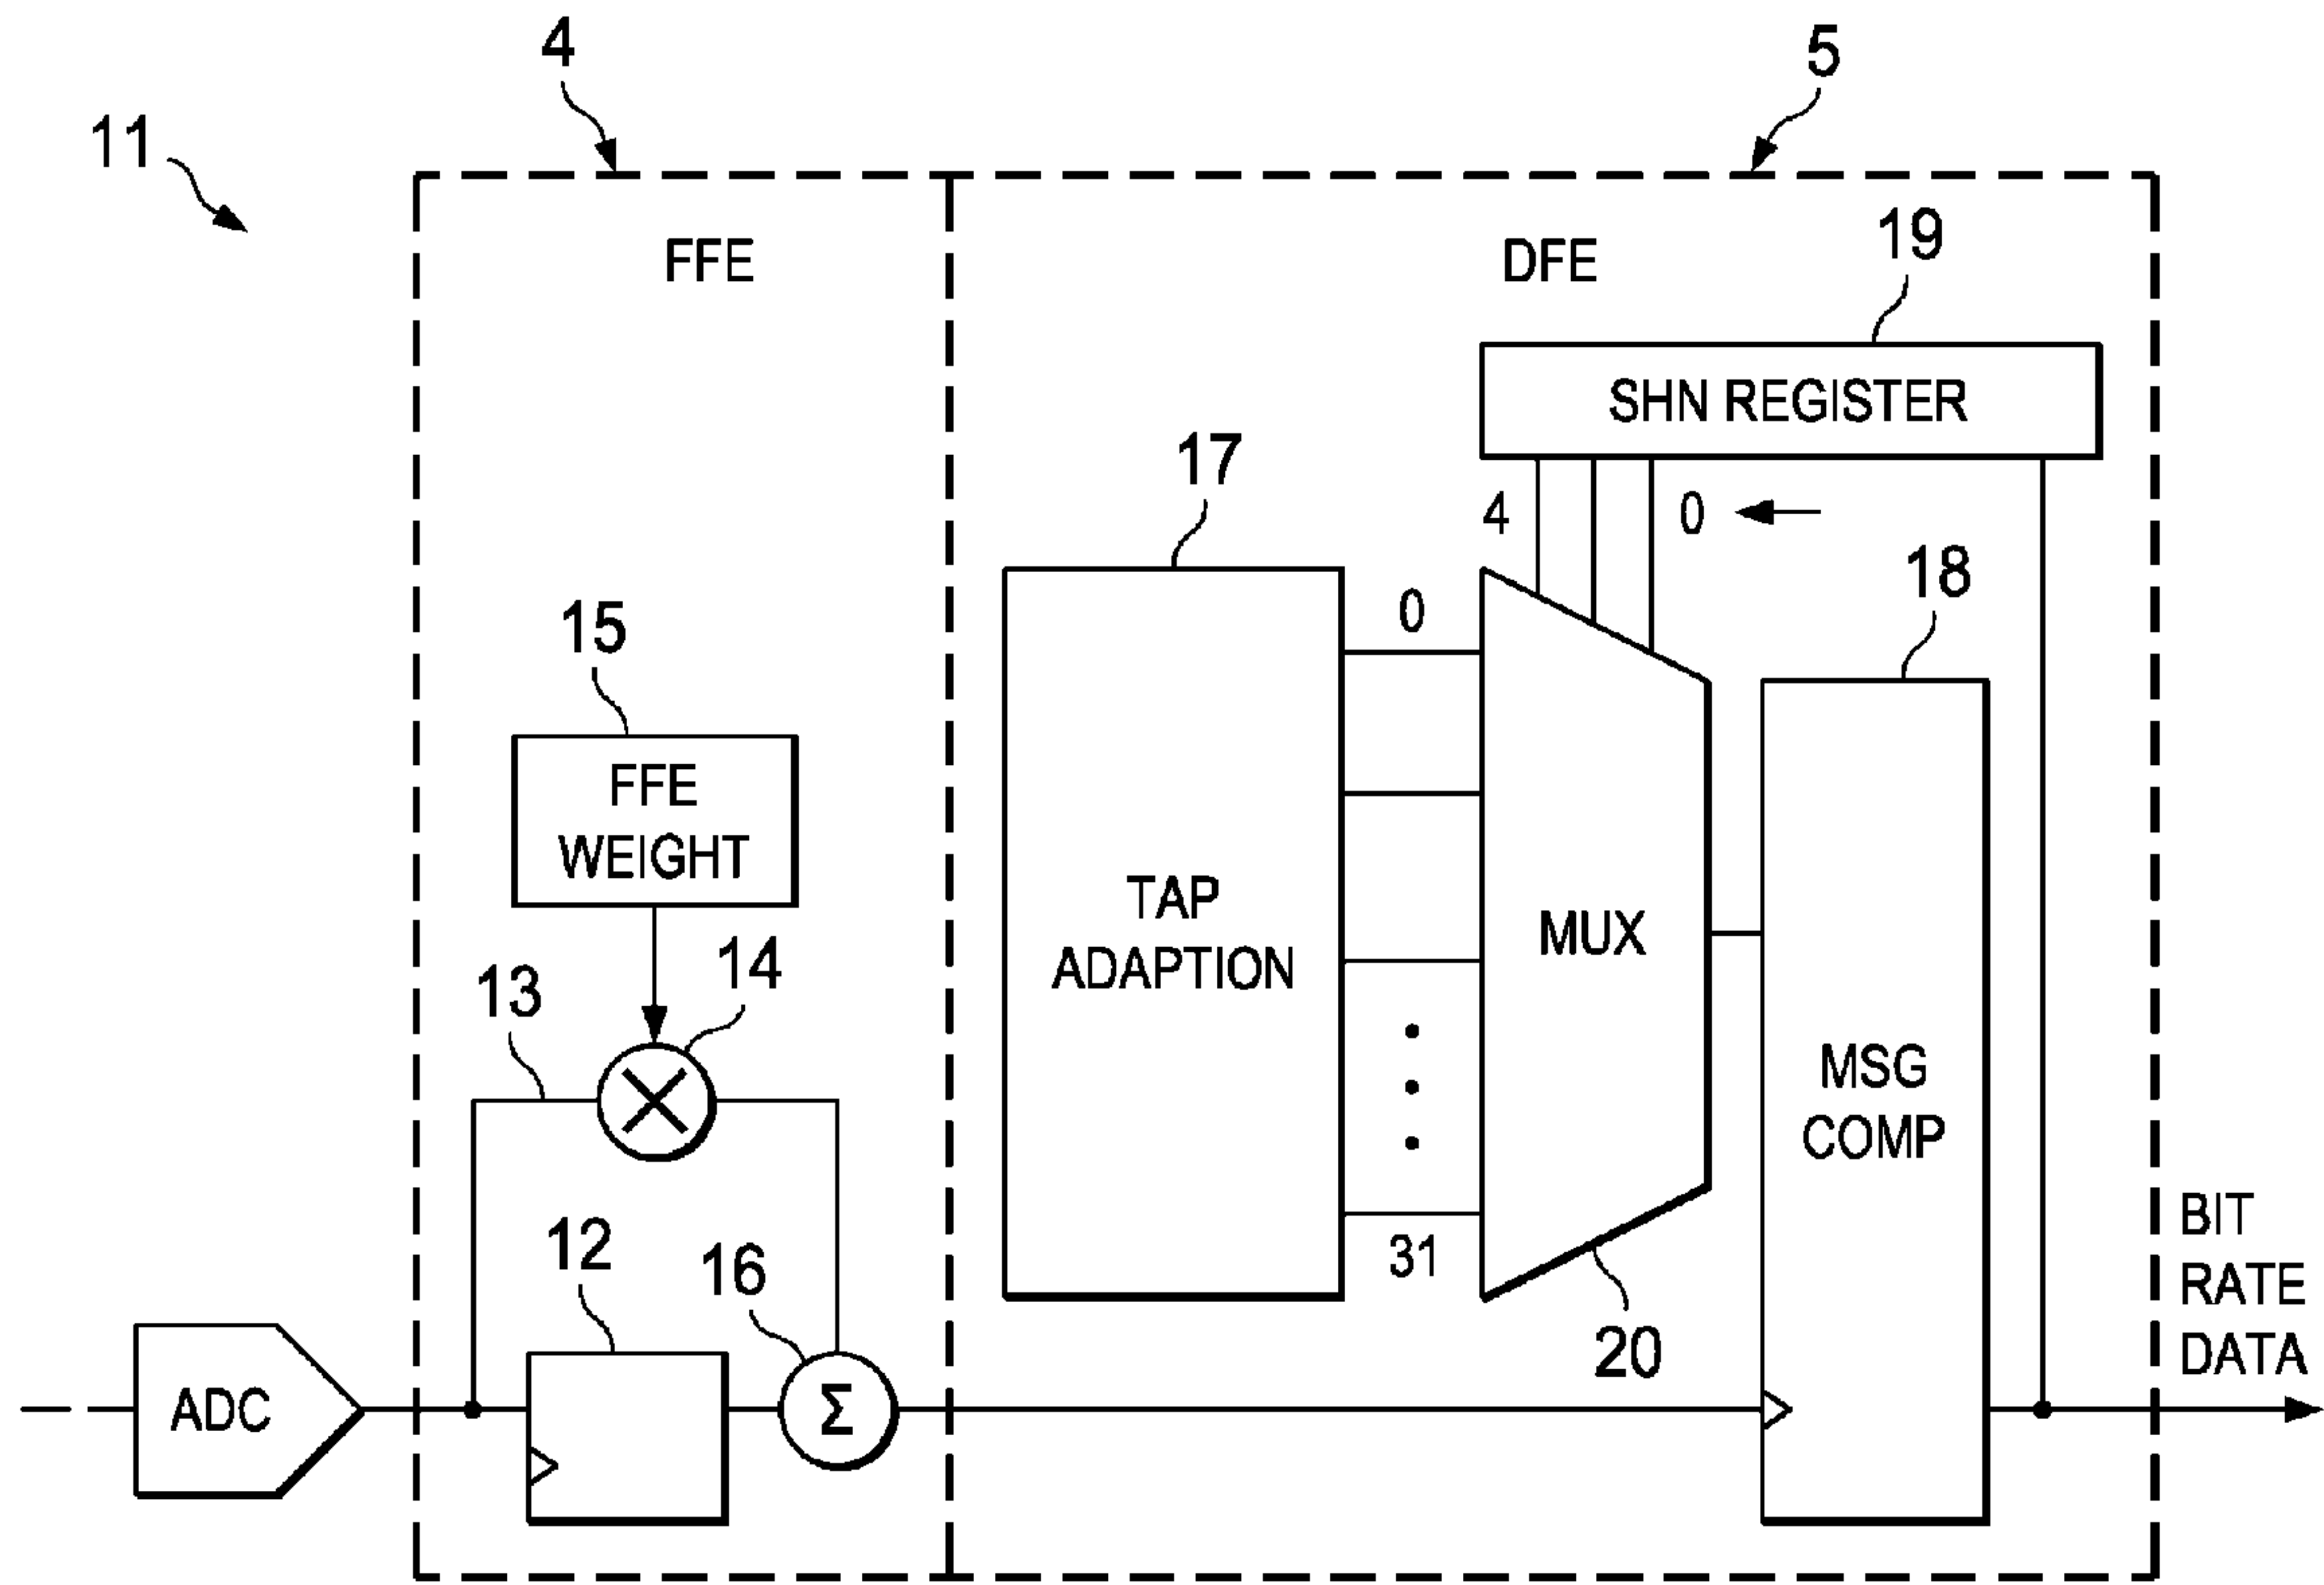 4
5
11
FFE
DFE
19
SHN REGISTER
17
4
0
18
0
15
FFE
WEIGHT
TAP
ADAPTION
MUX
14
13
MSG
COMP
12
16
31
20
BIT
RATE
DATA
ADC
Σ